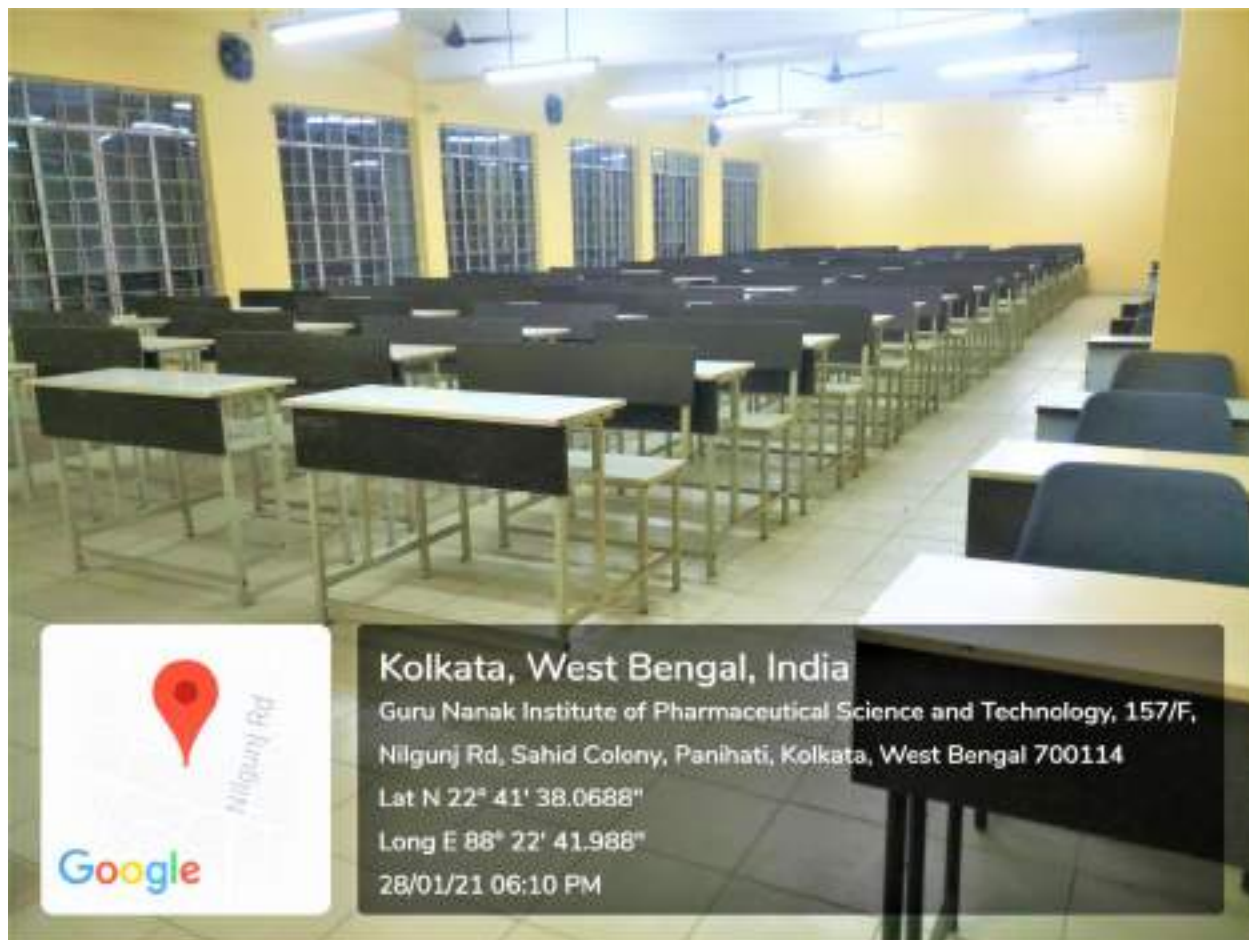 Kolkata, West Bengal, India
Guru Nanak Institute of Pharmaceutical Science and Technology, 157/F,
Nilgunj Rd, Sahid Colony, Panihati, Kolkata, West Bengal 700114
Lat N 22° 41' 38.0688"
Long E 88° 22' 41.988"
28/01/21 06:10 PM
Nilgunj Rd
Google